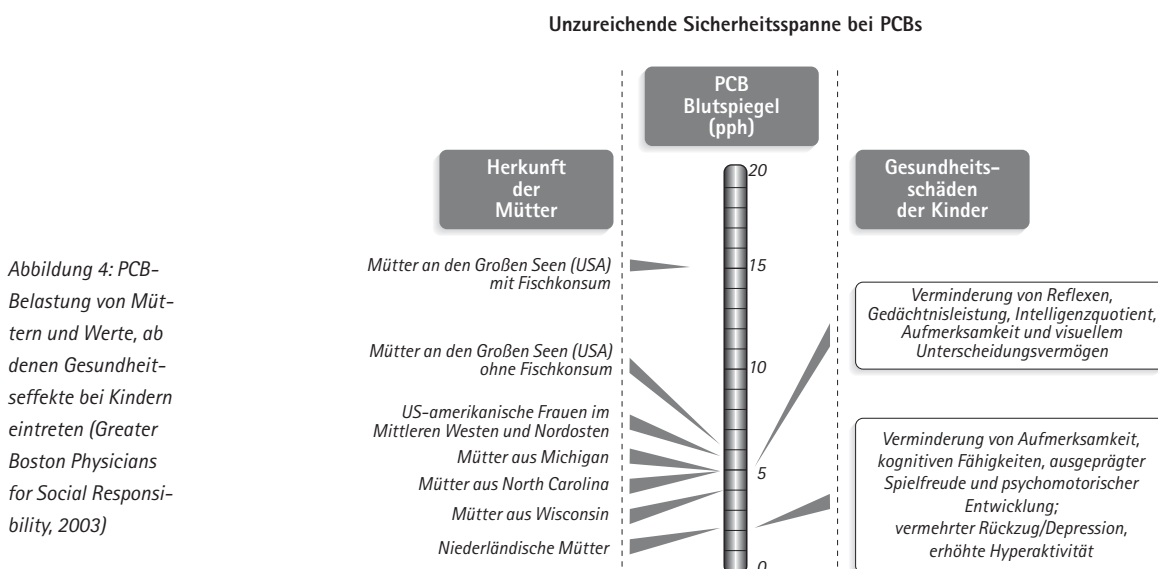 Unzureichende Sicherheitsspanne bei PCBs
PCB
Blutspiegel
(pph)
Herkunft
der
Mütter
Gesundheits-
schäden
der Kinder
Abbildung 4: PCB-
Belastung von Müt-
tern und Werte, ab
denen Gesundheit-
seffekte bei Kindern
eintreten (Greater
Boston Physicians
for Social Responsi-
bility, 2003)
Mütter an den Großen Seen (USA)
mit Fischkonsum
Mütter an den Großen Seen (USA)
ohne Fischkonsum
US-amerikanische Frauen im
Mittleren Westen und Nordosten
Mütter aus Michigan
Mütter aus North Carolina
Mütter aus Wisconsin
Niederländische Mütter
20
15
10
5
0
Verminderung von Reflexen,
Gedächtnisleistung, Intelligenzquotient,
Aufmerksamkeit und visuellem
Unterscheidungsvermögen
Verminderung von Aufmerksamkeit,
kognitiven Fähigkeiten, ausgeprägter
Spielfreude und psychomotorischer
Entwicklung;
vermehrter Rückzug/Depression,
erhöhte Hyperaktivität